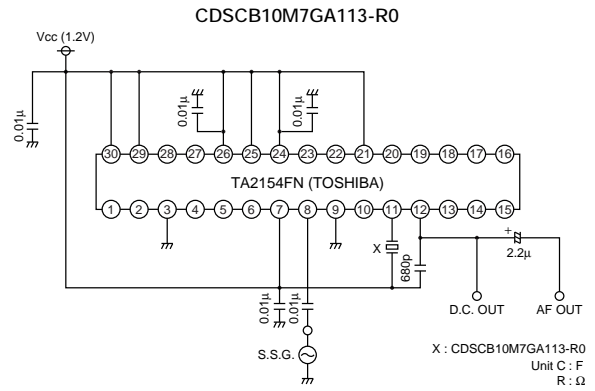 CDSCB10M7GA113-R0
Vcc (1.2V)
0.01µ
0.01µ
0.01µ
30 29 28 27 26 25 24 23 22 21 20 19 18 17 16
TA2154FN (TOSHIBA)
1 2 3 4 5 6 7 8 9 10 11 12 13 14 15
X
680p
+
2.2µ
0.01µ
0.01µ
D.C. OUT
AF OUT
S.S.G.
X : CDSCB10M7GA113-R0
Unit C : F
R : Ω